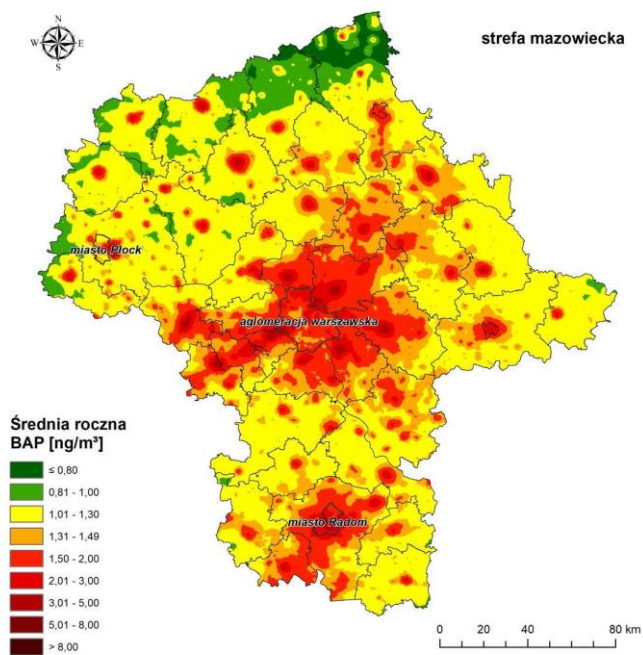 N
W E
S
strefa mazowiecka
miasto Płock
aglomeracja warszawska
miasto Radom
Średnia roczna
BAP [ng/m³]
≤ 0,80
0,81 - 1,00
1,01 - 1,30
1,31 - 1,49
1,50 - 2,00
2,01 - 3,00
3,01 - 5,00
5,01 - 8,00
> 8,00
0 20 40 80 km